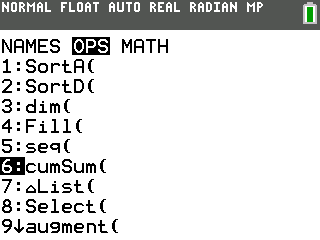 NORMAL FLOAT AUTO REAL RADIAN MP
NAMES OPS MATH
1:SortA(
2:SortD(
3:dim(
4:Fill(
5:seq(
6:cumSum(
7:△List(
8:Select(
9↓augment(